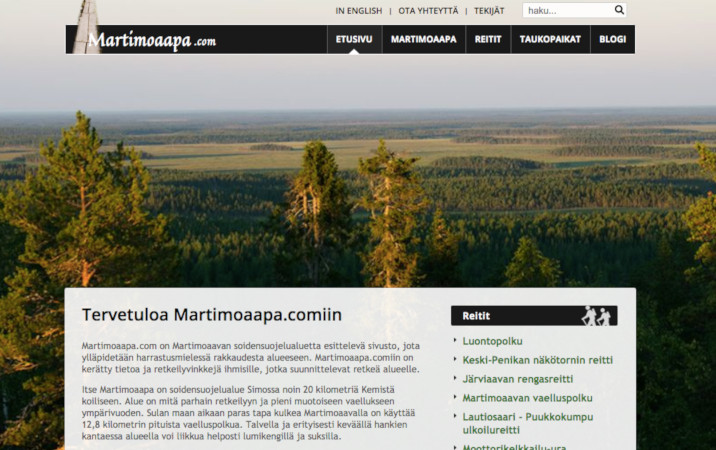 IN ENGLISH | OTA YHTEYTTÄ | TEKIJÄT
haku...
Martimoaapa.com
ETUSIVU MARTIMOAAPA REITIT TAUKOPAIKAT BLOGI
Tervetuloa Martimoaapa.comiin
Martimoaapa.com on Martimoaavan soidensuojelualuetta esittelevä sivusto, jota
ylläpidetään harrastusmielessä rakkaudesta alueeseen. Martimoaapa.comiin on
kerätty tietoa ja retkeilyvinkkejä ihmisille, jotka suunnittelevat retkeä alueelle.
Itse Martimoaapa on soidensuojelualue Simossa noin 20 kilometriä Kemistä
koiliseen. Alue on mitä parhain retkeilyyn ja pieni muotoiseen vaellukseen
ympärivuoden. Sulan maan aikaan paras tapa kulkea Martimoaavalla on käyttää
12,8 kilometrin pituista vaelluspolkua. Talvella ja erityisesti keväällä hankien
kantaessa alueella voi liikkua helposti lumikengillä ja suksilla.
Reitit
Luontopolku
Keski-Penikan näkötornin reitti
Järviaavan rengasreitti
Martimoaavan vaelluspolku
Lautiosaari - Puukkokumpu
ulkoilureitti
Moottorikelkkailu-ura